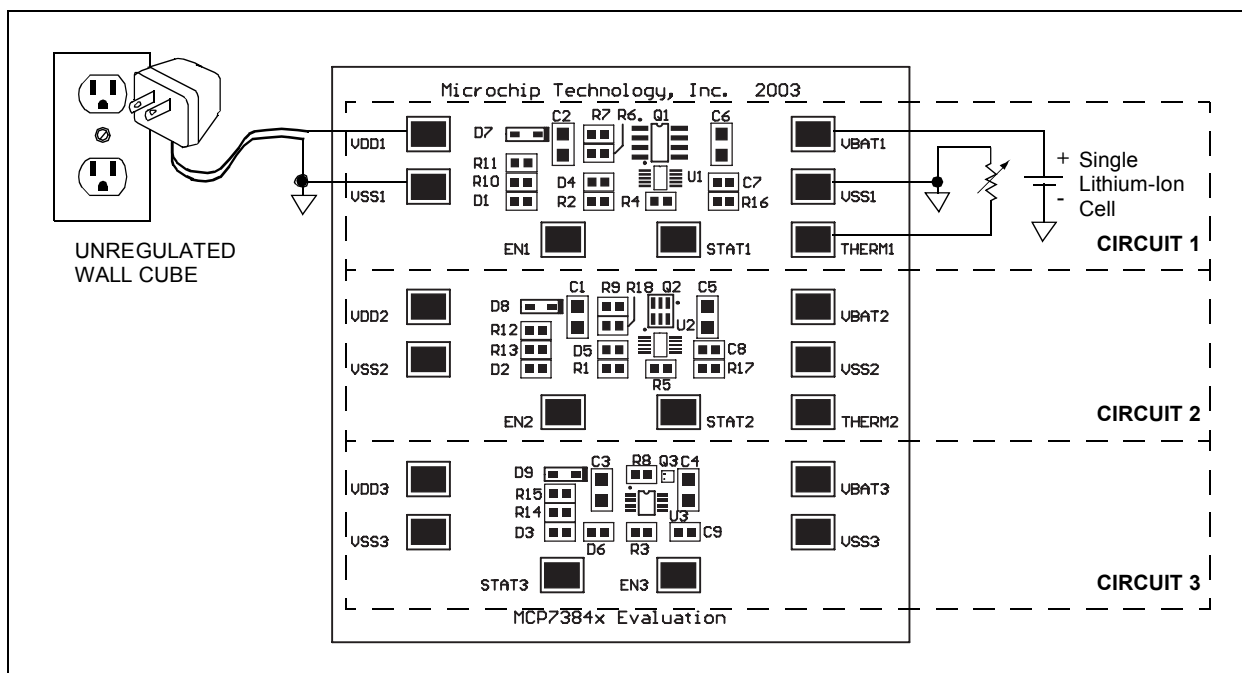 Microchip Technology, Inc. 2003
UNREGULATED
WALL CUBE
VDD1
VSS1
D7
C2
R7
R6
Q1
C6
R11
R10
D1
D4
R2
R4
U1
C7
R16
EN1
STAT1
VBAT1
VSS1
THERM1
+
-
Single
Lithium-Ion
Cell
CIRCUIT 1
VDD2
VSS2
D8
C1
R9
R18
Q2
C5
R12
R13
D2
D5
R1
U2
R5
C8
R17
EN2
STAT2
VBAT2
VSS2
THERM2
CIRCUIT 2
VDD3
VSS3
D9
C3
R8
Q3
C4
R15
R14
D3
D6
R3
U3
C9
STAT3
EN3
VBAT3
VSS3
CIRCUIT 3
MCP7384x Evaluation